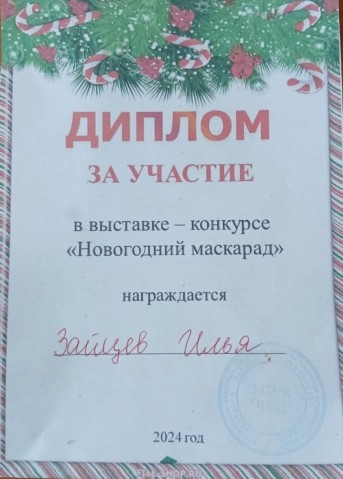 ДИПЛОМ
ЗА УЧАСТИЕ
в выставке – конкурсе
«Новогодний маскарад»
награждается
Зайцев Илья
2024 год